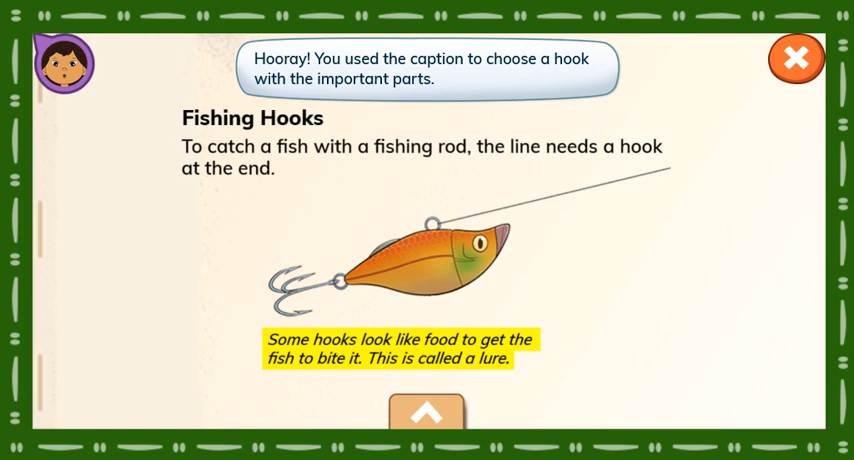 Hooray! You used the caption to choose a hook
with the important parts.
Fishing Hooks
To catch a fish with a fishing rod, the line needs a hook
at the end.
Some hooks look like food to get the
fish to bite it. This is called a lure.